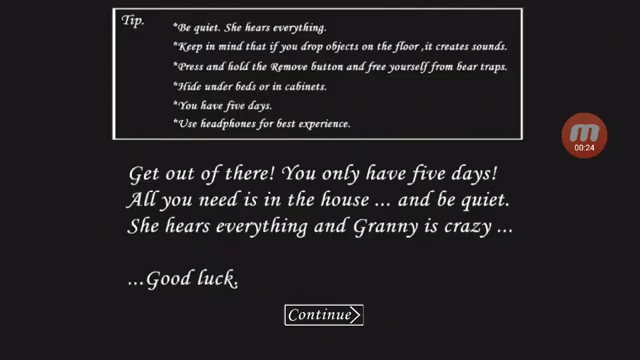 Tip.
*Be quiet. She hears everything.
*Keep in mind that if you drop objects on the floor ,it creates sounds.
*Press and hold the Remove button and free yourself from bear traps.
*Hide under beds or in cabinets.
*You have five days.
*Use headphones for best experience.
00:24
Get out of there! You only have five days!
All you need is in the house ... and be quiet.
She hears everything and Granny is crazy ...
...Good luck.
Continue